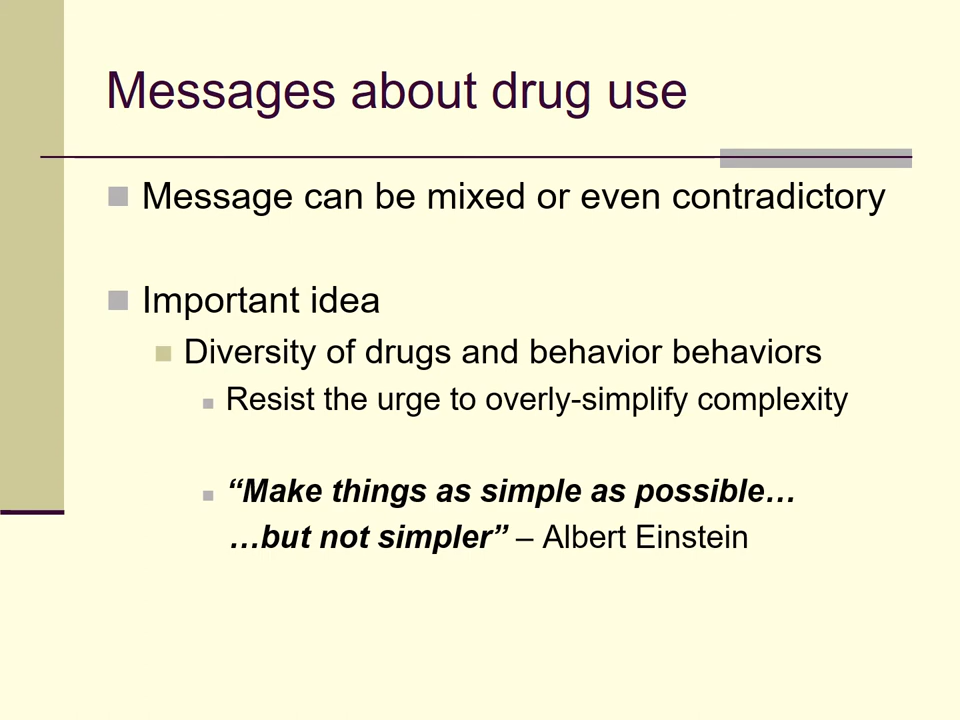 Messages about drug use
Message can be mixed or even contradictory
Important idea
Diversity of drugs and behavior behaviors
Resist the urge to overly-simplify complexity
“Make things as simple as possible…
…but not simpler” – Albert Einstein